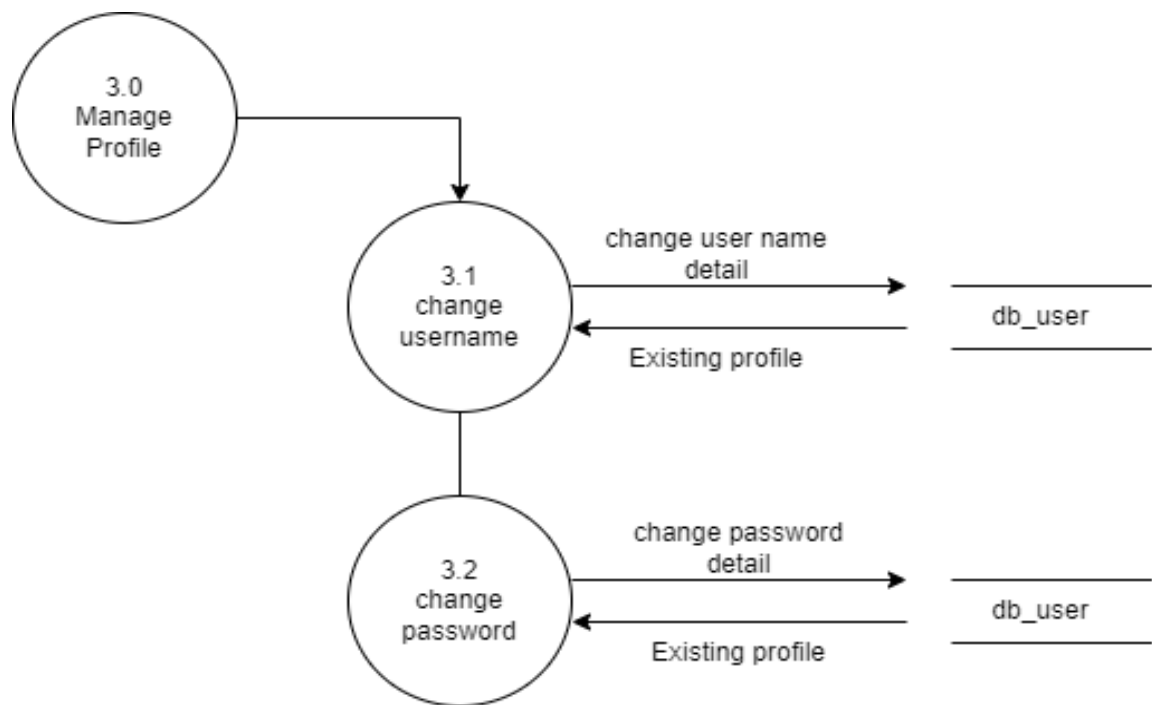 3.0
Manage
Profile
3.1
change
username
change user name
detail
Existing profile
db_user
3.2
change
password
change password
detail
Existing profile
db_user